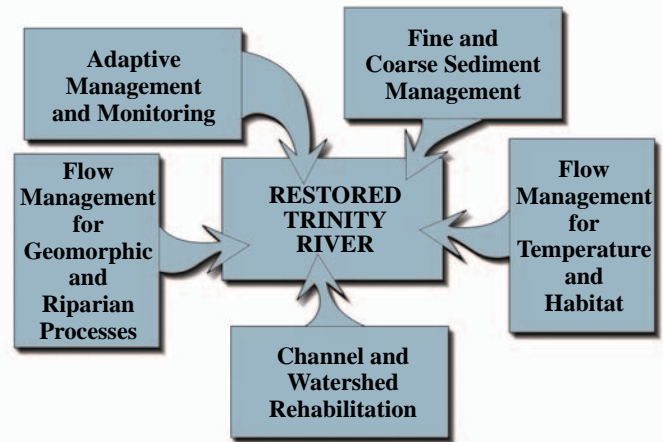 Adaptive
Management
and Monitoring
Fine and
Coarse Sediment
Management
Flow
Management
for
Geomorphic
and
Riparian
Processes
RESTORED
TRINITY
RIVER
Flow
Management
for
Temperature
and
Habitat
Channel and
Watershed
Rehabilitation